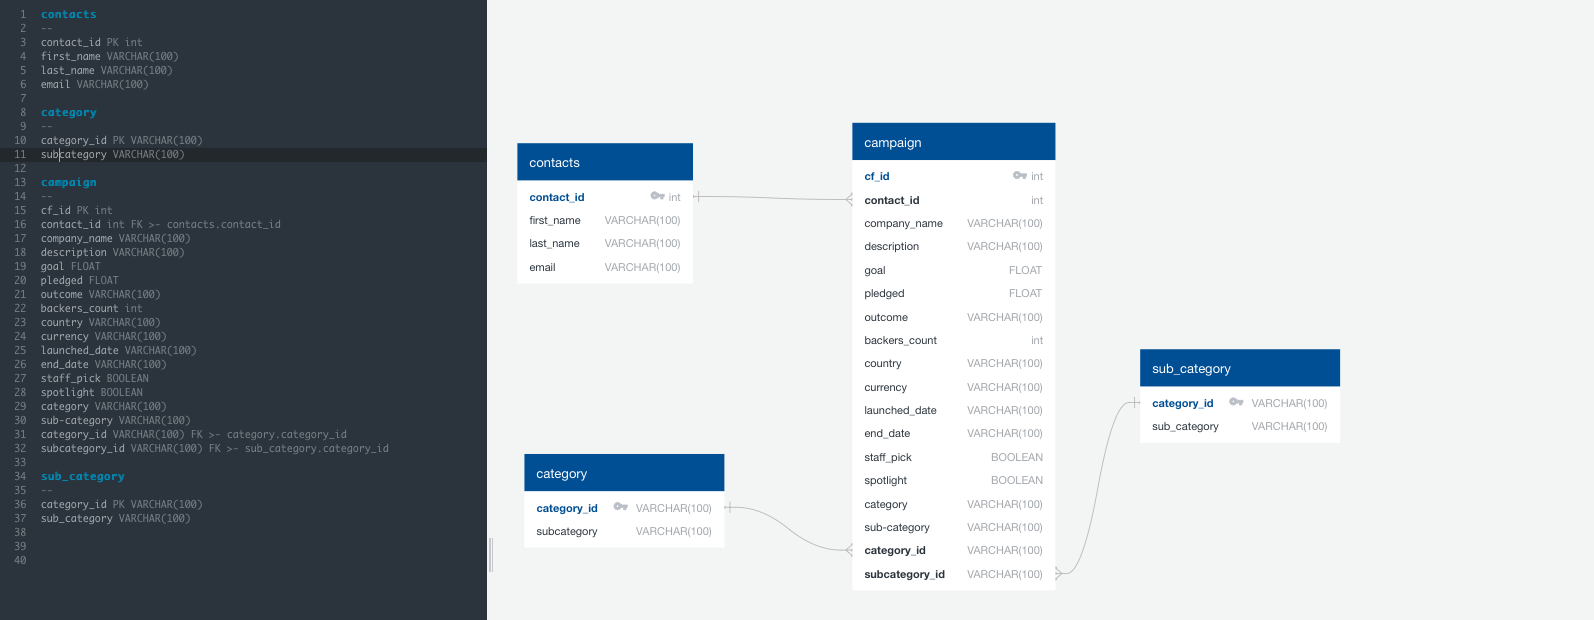 1 contacts
2 --
3 contact_id PK int
4 first_name VARCHAR(100)
5 last_name VARCHAR(100)
6 email VARCHAR(100)
7
8 category
9 --
10 category_id PK VARCHAR(100)
11 subcategory VARCHAR(100)
12
13 campaign
14 --
15 cf_id PK int
16 contact_id int FK >- contacts.contact_id
17 company_name VARCHAR(100)
18 description VARCHAR(100)
19 goal FLOAT
20 pledged FLOAT
21 outcome VARCHAR(100)
22 backers_count int
23 country VARCHAR(100)
24 currency VARCHAR(100)
25 launched_date VARCHAR(100)
26 end_date VARCHAR(100)
27 staff_pick BOOLEAN
28 spotlight BOOLEAN
29 category VARCHAR(100)
30 sub-category VARCHAR(100)
31 category_id VARCHAR(100) FK >- category.category_id
32 subcategory_id VARCHAR(100) FK >- sub_category.category_id
33
34 sub_category
35 --
36 category_id PK VARCHAR(100)
37 sub_category VARCHAR(100)
38
39
40
contacts
contact_id int
first_name VARCHAR(100)
last_name VARCHAR(100)
email VARCHAR(100)
category
category_id VARCHAR(100)
subcategory VARCHAR(100)
campaign
cf_id int
contact_id int
company_name VARCHAR(100)
description VARCHAR(100)
goal FLOAT
pledged FLOAT
outcome VARCHAR(100)
backers_count int
country VARCHAR(100)
currency VARCHAR(100)
launched_date VARCHAR(100)
end_date VARCHAR(100)
staff_pick BOOLEAN
spotlight BOOLEAN
category VARCHAR(100)
sub-category VARCHAR(100)
category_id VARCHAR(100)
subcategory_id VARCHAR(100)
sub_category
category_id VARCHAR(100)
sub_category VARCHAR(100)